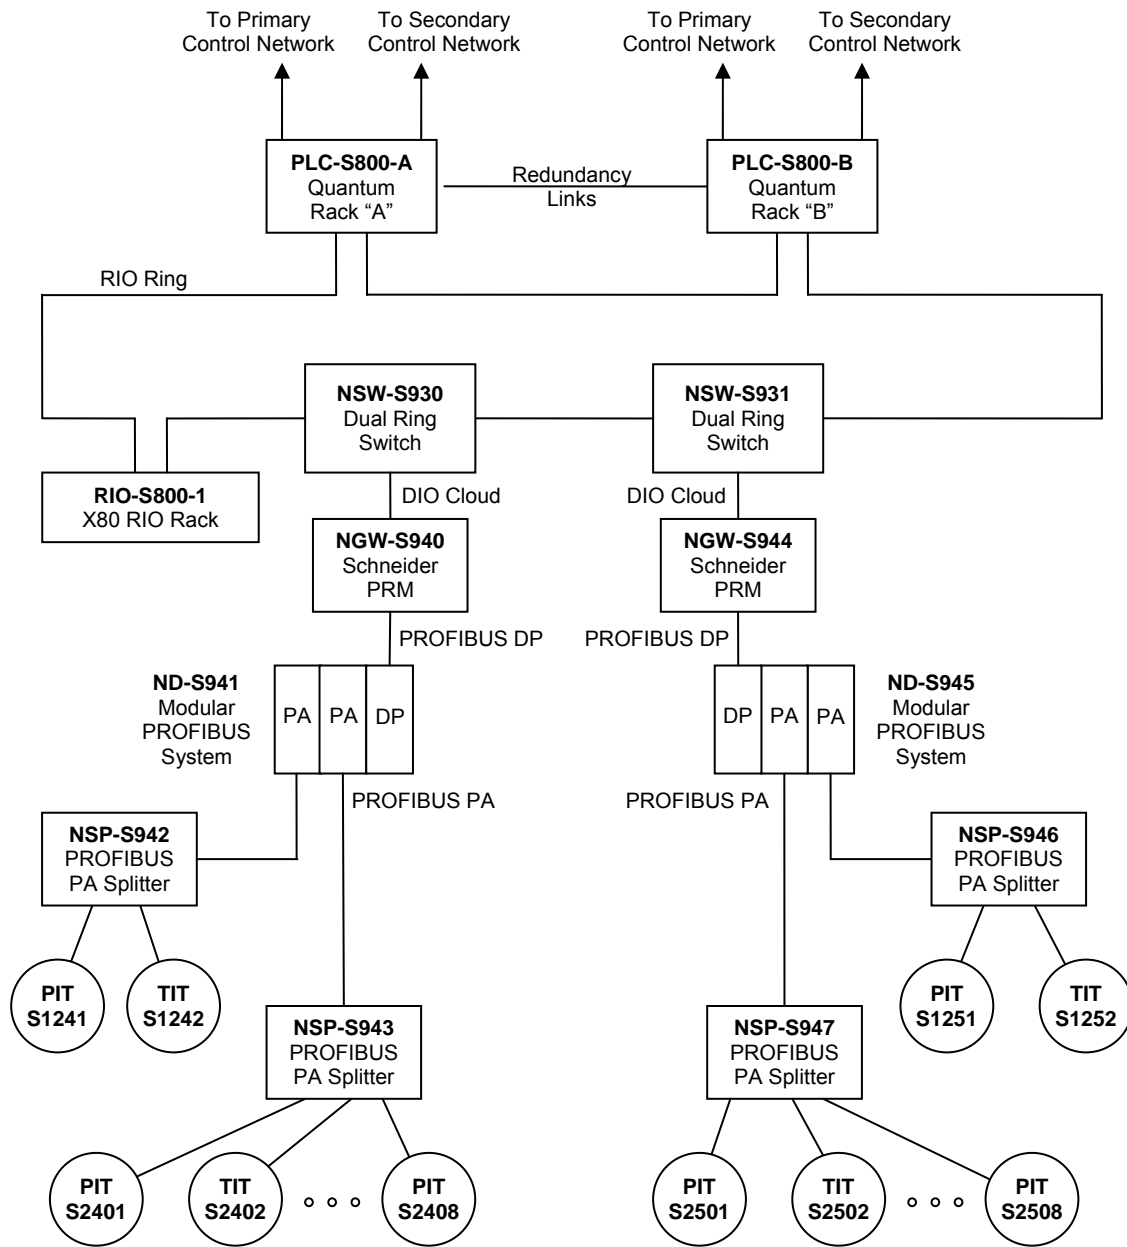 To Primary
Control Network
To Secondary
Control Network
To Primary
Control Network
To Secondary
Control Network
PLC-S800-A
Quantum
Rack “A”
Redundancy
Links
PLC-S800-B
Quantum
Rack “B”
RIO Ring
NSW-S930
Dual Ring
Switch
NSW-S931
Dual Ring
Switch
RIO-S800-1
X80 RIO Rack
DIO Cloud
DIO Cloud
NGW-S940
Schneider
PRM
NGW-S944
Schneider
PRM
PROFIBUS DP
PROFIBUS DP
ND-S941
Modular
PROFIBUS
System
PA
PA
DP
DP
PA
PA
ND-S945
Modular
PROFIBUS
System
PROFIBUS PA
PROFIBUS PA
NSP-S942
PROFIBUS
PA Splitter
NSP-S946
PROFIBUS
PA Splitter
PIT
S1241
TIT
S1242
PIT
S1251
TIT
S1252
NSP-S943
PROFIBUS
PA Splitter
NSP-S947
PROFIBUS
PA Splitter
PIT
S2401
TIT
S2402
PIT
S2408
PIT
S2501
TIT
S2502
PIT
S2508